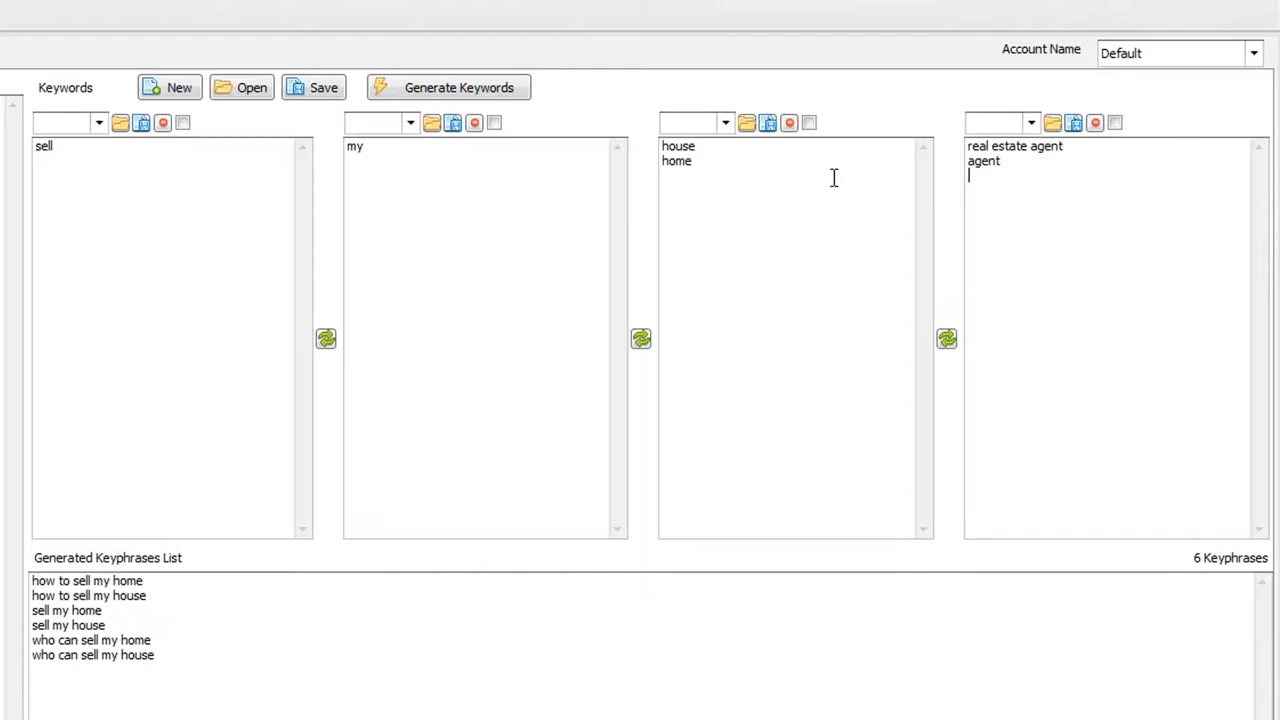 Account Name Default
Keywords New Open Save Generate Keywords
sell
my
house
home
real estate agent
agent
Generated Keyphrases List 6 Keyphrases
how to sell my home
how to sell my house
sell my home
sell my house
who can sell my home
who can sell my house